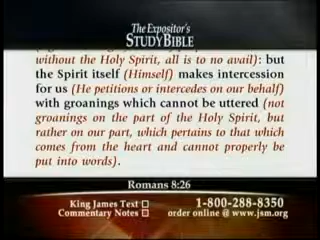 The Expositor's
STUDY BIBLE
without the Holy Spirit, all is to no avail): but
the Spirit itself (Himself) makes intercession
for us (He petitions or intercedes on our behalf)
with groanings which cannot be uttered (not
groanings on the part of the Holy Spirit, but
rather on our part, which pertains to that which
comes from the heart and cannot properly be
put into words).
Romans 8:26
King James Text
Commentary Notes
1-800-288-8350
order online @ www.jsm.org